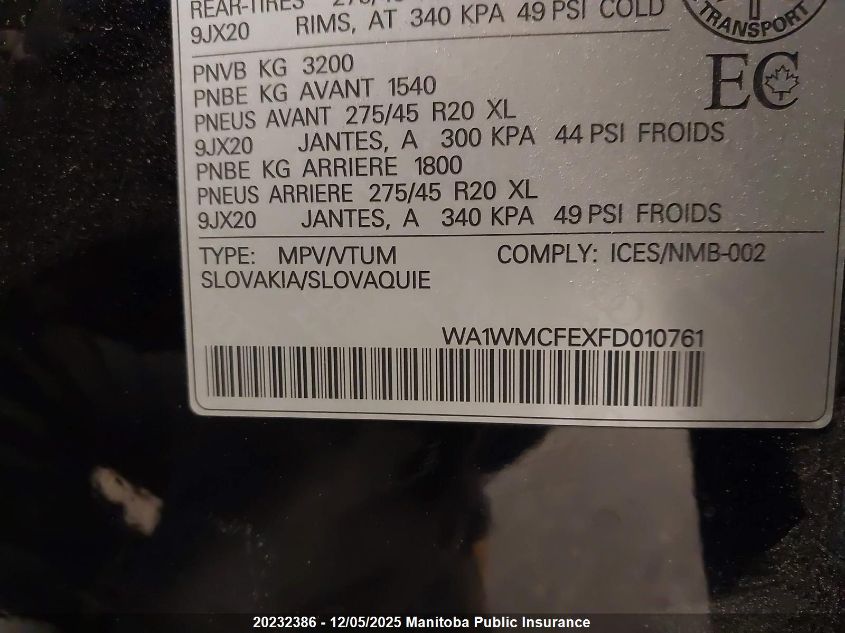 REAR-TIRES 275/45
9JX20 RIMS, AT 340 KPA 49 PSI COLD
TRANSPORT
PNVB KG 3200
EC
PNBE KG AVANT 1540
PNEUS AVANT 275/45 R20 XL
9JX20 JANTES, A 300 KPA 44 PSI FROIDS
PNBE KG ARRIERE 1800
PNEUS ARRIERE 275/45 R20 XL
9JX20 JANTES, A 340 KPA 49 PSI FROIDS
TYPE: MPV/VTUM COMPLY: ICES/NMB-002
SLOVAKIA/SLOVAQUIE
WA1WMCFEXFD010761
20232386 - 12/05/2025 Manitoba Public Insurance